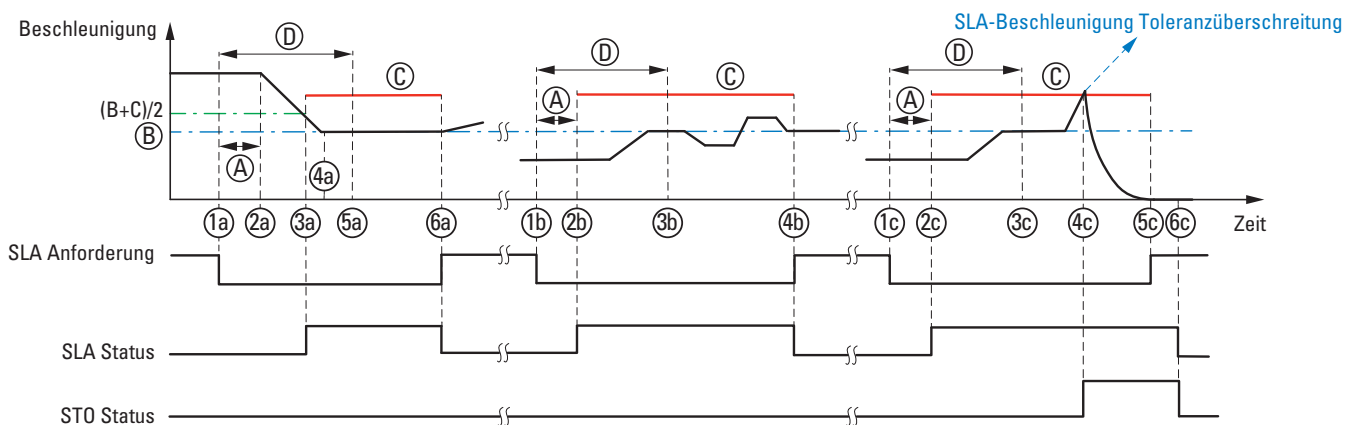 SLA-Beschleunigung Toleranzüberschreitung
Beschleunigung
D
D
D
C
C
C
(B+C)/2
B
A
A
A
4a
1a 2a 3a 5a 6a 1b 2b 3b 4b 1c 2c 3c 4c 5c 6c
Zeit
SLA Anforderung
SLA Status
STO Status